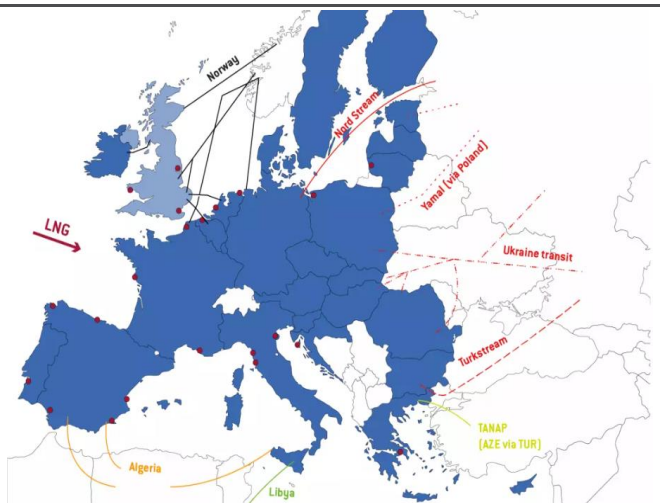 Norway
Nord Stream
Yamal (via Poland)
LNG
Ukraine transit
Turkstream
TANAP
(AZE via TUR)
Algeria
Libya